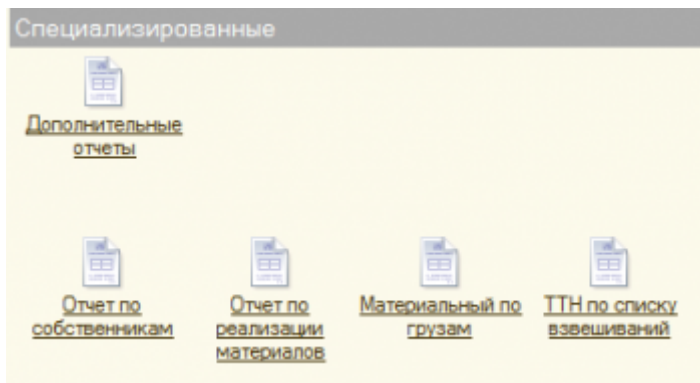 Специализированные
Дополнительные
отчеты
Отчет по
собственникам
Отчет по
реализации
материалов
Материальный по
грузам
ТТН по списку
взвешиваний